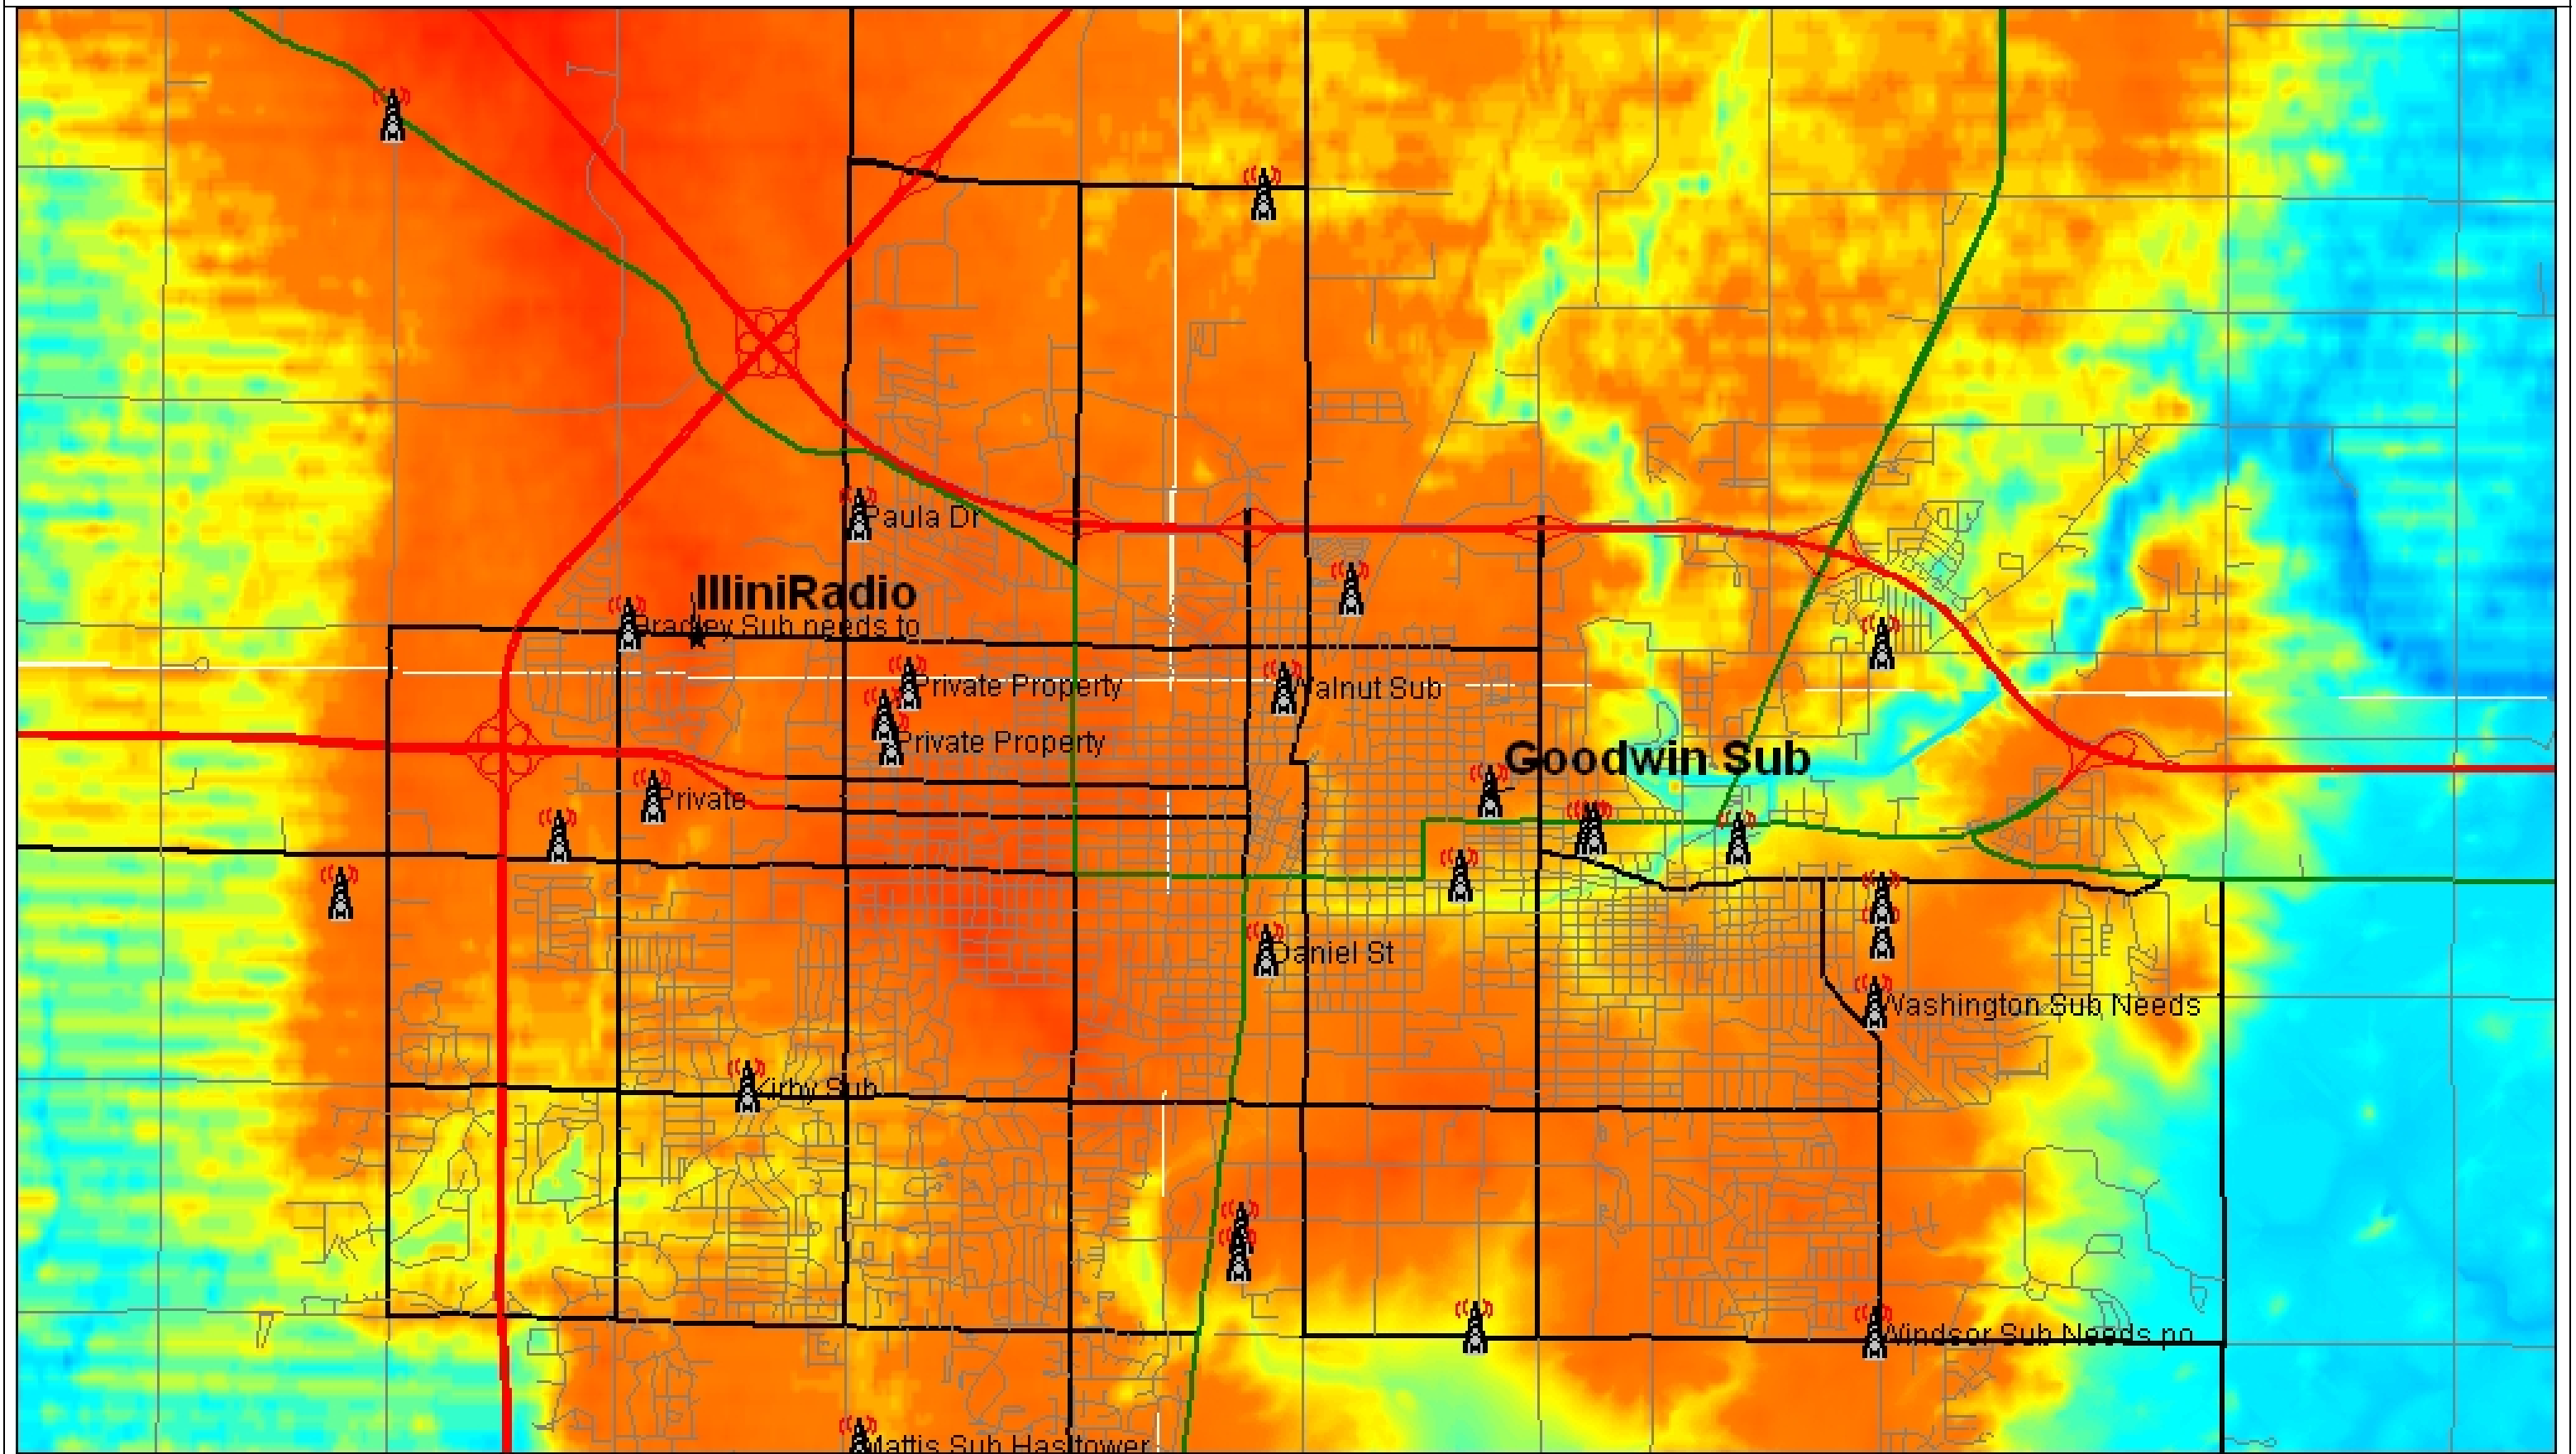 Paula Dr
IlliniRadio
Bradley Sub needs to
Private Property
Walnut Sub
Private Property
Goodwin Sub
Private
Daniel St
Washington Sub Needs
Kirby Sub
Windsor Sub Needs no
Mattis Sub Has tower